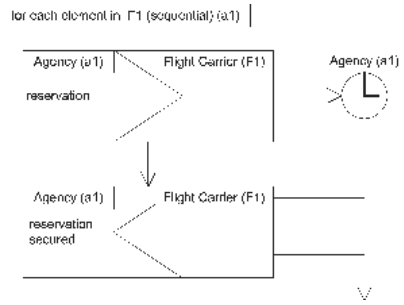 for each element in F1 (sequential) (a1)
Agency (a1) Flight Carrier (F1) Agency (a1)
reservation
Agency (a1) Flight Carrier (F1)
reservation
secured